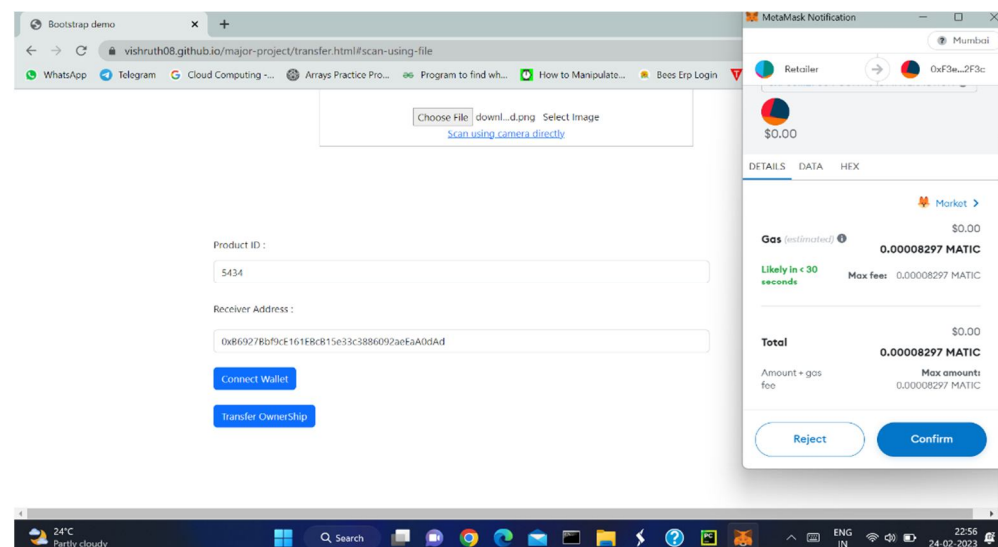 Bootstrap demo
vishruth08.github.io/major-project/transfer.html#scan-using-file
WhatsApp Telegram Cloud Computing -... Arrays Practice Pro... Program to find wh... How to Manipulate... Bees Erp Login
Choose File downl...d.png Select Image
Scan using camera directly
Product ID :
5434
Receiver Address :
0xB6927Bbf9cE161EBcB15e33c3886092aeEaA0dAd
Connect Wallet
Transfer OwnerShip
MetaMask Notification
Mumbai
Retailer 0xF3e...2F3c
$0.00
DETAILS DATA HEX
Market >
$0.00
Gas (estimated)
0.00008297 MATIC
Likely in < 30
seconds
Max fee: 0.00008297 MATIC
$0.00
Total
0.00008297 MATIC
Amount + gas
fee
Max amount:
0.00008297 MATIC
Reject Confirm
24°C
Partly cloudy
Search
ENG
IN
22:56
24-02-2023